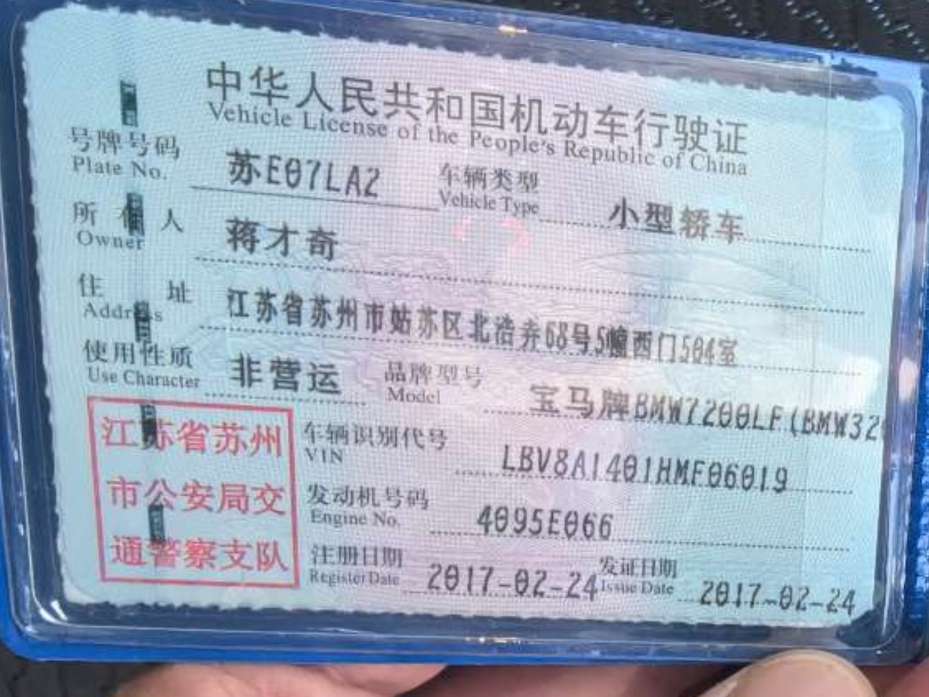 中华人民共和国机动车行驶证
Vehicle License of the People's Republic of China
号牌号码 苏E07LA2 车辆类型 小型轿车
Plate No. Vehicle Type
所有人 蒋才奇
Owner
住址 江苏省苏州市姑苏区北浩弄68号5幢西门504室
Address
使用性质 非营运 品牌型号 宝马牌BMW7200LF(BMW32
Use Character Model
江苏省苏州
市公安局交
通警察支队
车辆识别代号 LBV8A1401HMF06019
VIN
发动机号码 4095E066
Engine No.
注册日期 2017-02-24 发证日期 2017-02-24
Register Date Issue Date